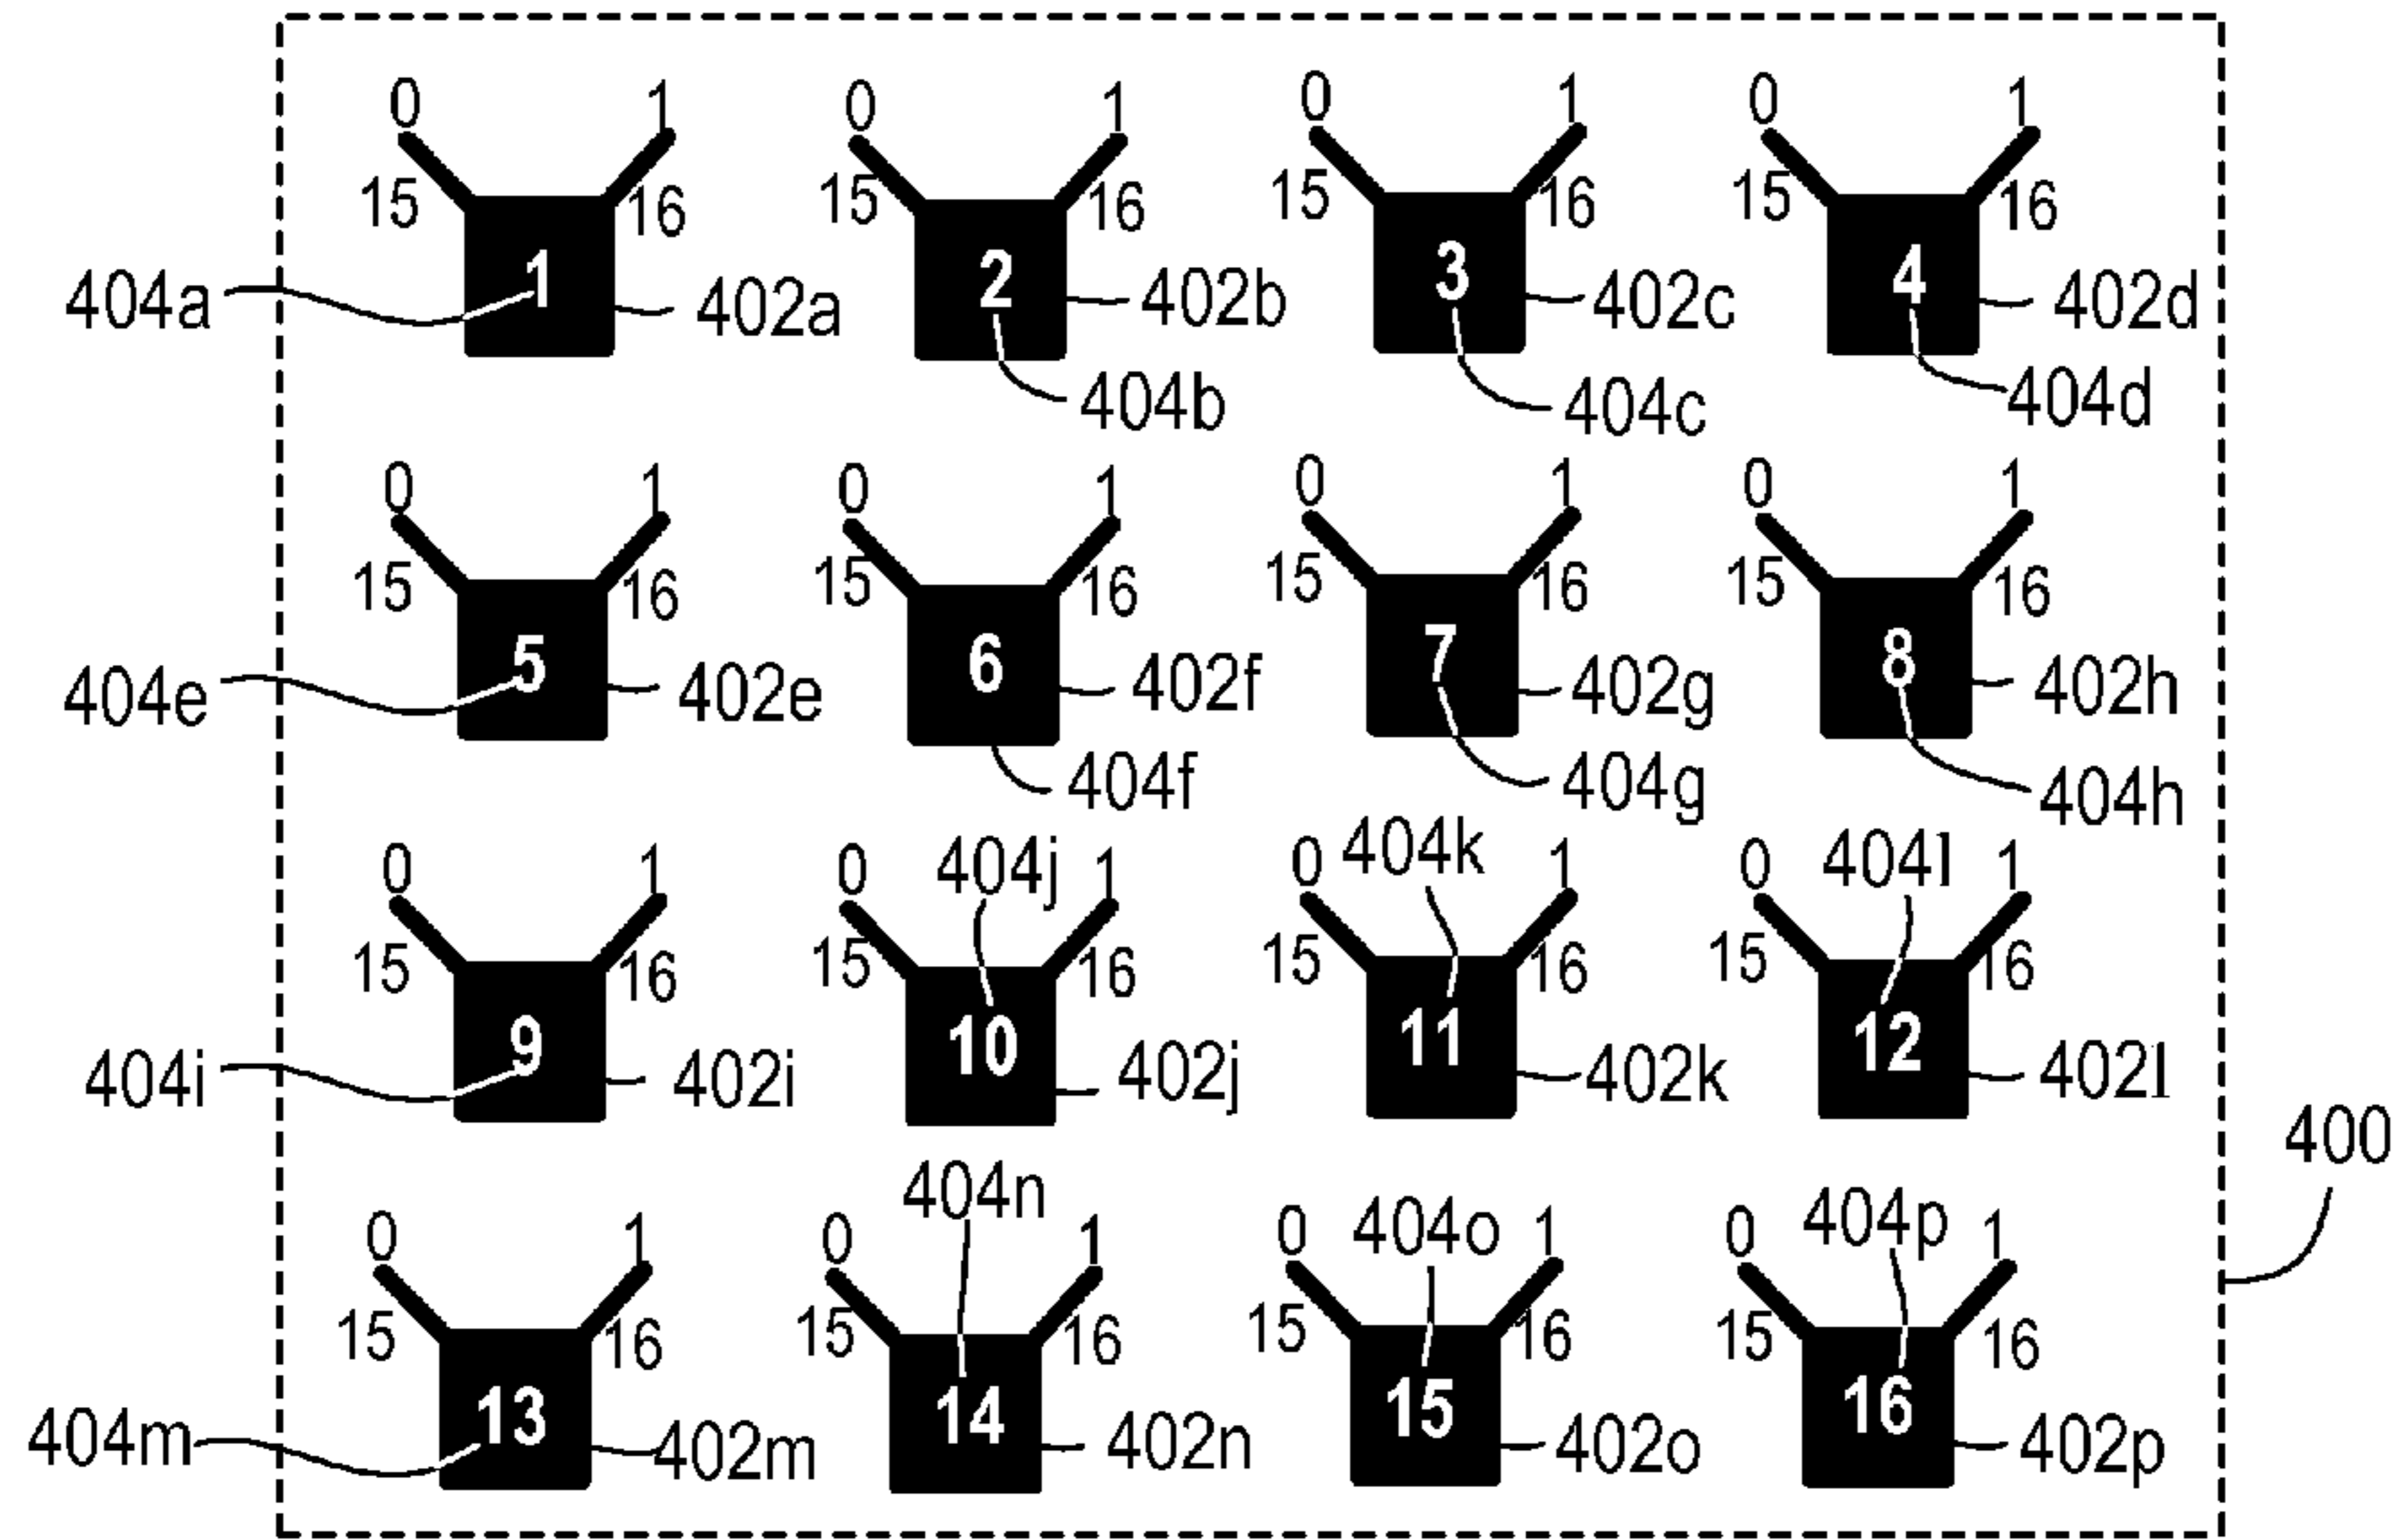 0 1 0 1 0 1 0 1
15 16 15 16 15 16 15 16
404a 1 402a 2 402b 3 402c 4 402d
404b 404c 404d
0 1 0 1 0 1 0 1
15 16 15 16 15 16 15 16
404e 5 402e 6 402f 7 402g 8 402h
404f 404g 404h
0 1 0 404j 1 0 404k 1 0 404l 1
15 16 15 16 15 16 15 16
404i 9 402i 10 402j 11 402k 12 402l
400
0 1 0 404n 1 0 404o 1 0 404p 1
15 16 15 16 15 16 15 16
404m 13 402m 14 402n 15 402o 16 402p